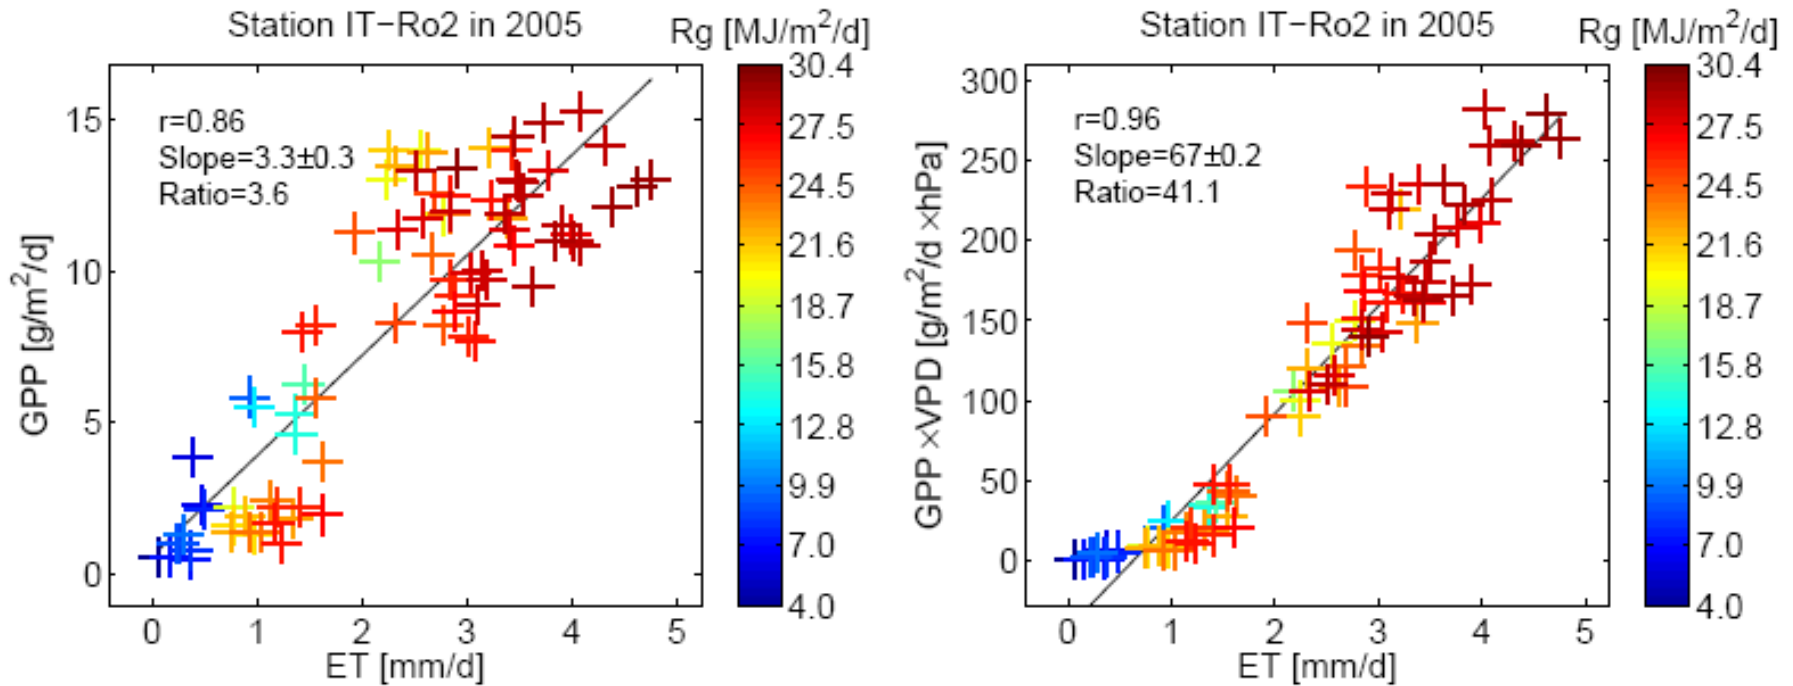 Station IT−Ro2 in 2005
Rg [MJ/m²/d]
r=0.86
Slope=3.3±0.3
Ratio=3.6
GPP [g/m²/d]
15
10
5
0
0 1 2 3 4 5
ET [mm/d]
30.4
27.5
24.5
21.6
18.7
15.8
12.8
9.9
7.0
4.0
Station IT−Ro2 in 2005
Rg [MJ/m²/d]
r=0.96
Slope=67±0.2
Ratio=41.1
GPP ×VPD [g/m²/d ×hPa]
300
250
200
150
100
50
0
0 1 2 3 4 5
ET [mm/d]
30.4
27.5
24.5
21.6
18.7
15.8
12.8
9.9
7.0
4.0